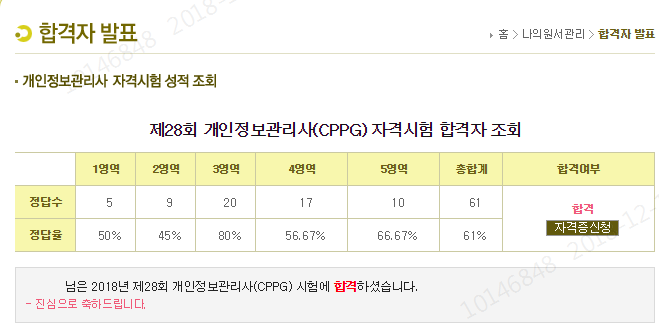 합격자 발표
홈 > 나의원서관리 > 합격자 발표
개인정보관리사 자격시험 성적 조회
제28회 개인정보관리사(CPPG) 자격시험 합격자 조회
1영역 2영역 3영역 4영역 5영역 총합계 합격여부
정답수 5 9 20 17 10 61
합격
자격증신청
정답률 50% 45% 80% 56.67% 66.67% 61%
님은 2018년 제28회 개인정보관리사(CPPG) 시험에 합격하셨습니다.
- 진심으로 축하드립니다.
10146848 2018-12-
10146848 2018-12-